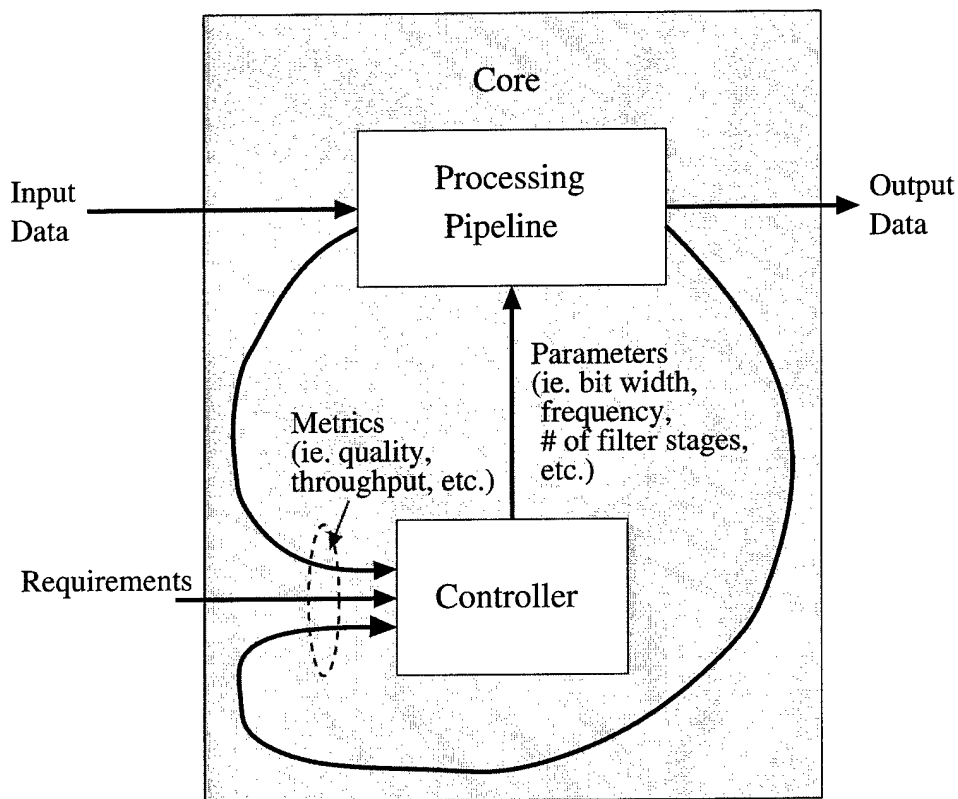 Core
Processing
Pipeline
Input
Data
Output
Data
Parameters
(ie. bit width,
frequency,
# of filter stages,
etc.)
Metrics
(ie. quality,
throughput, etc.)
Requirements
Controller